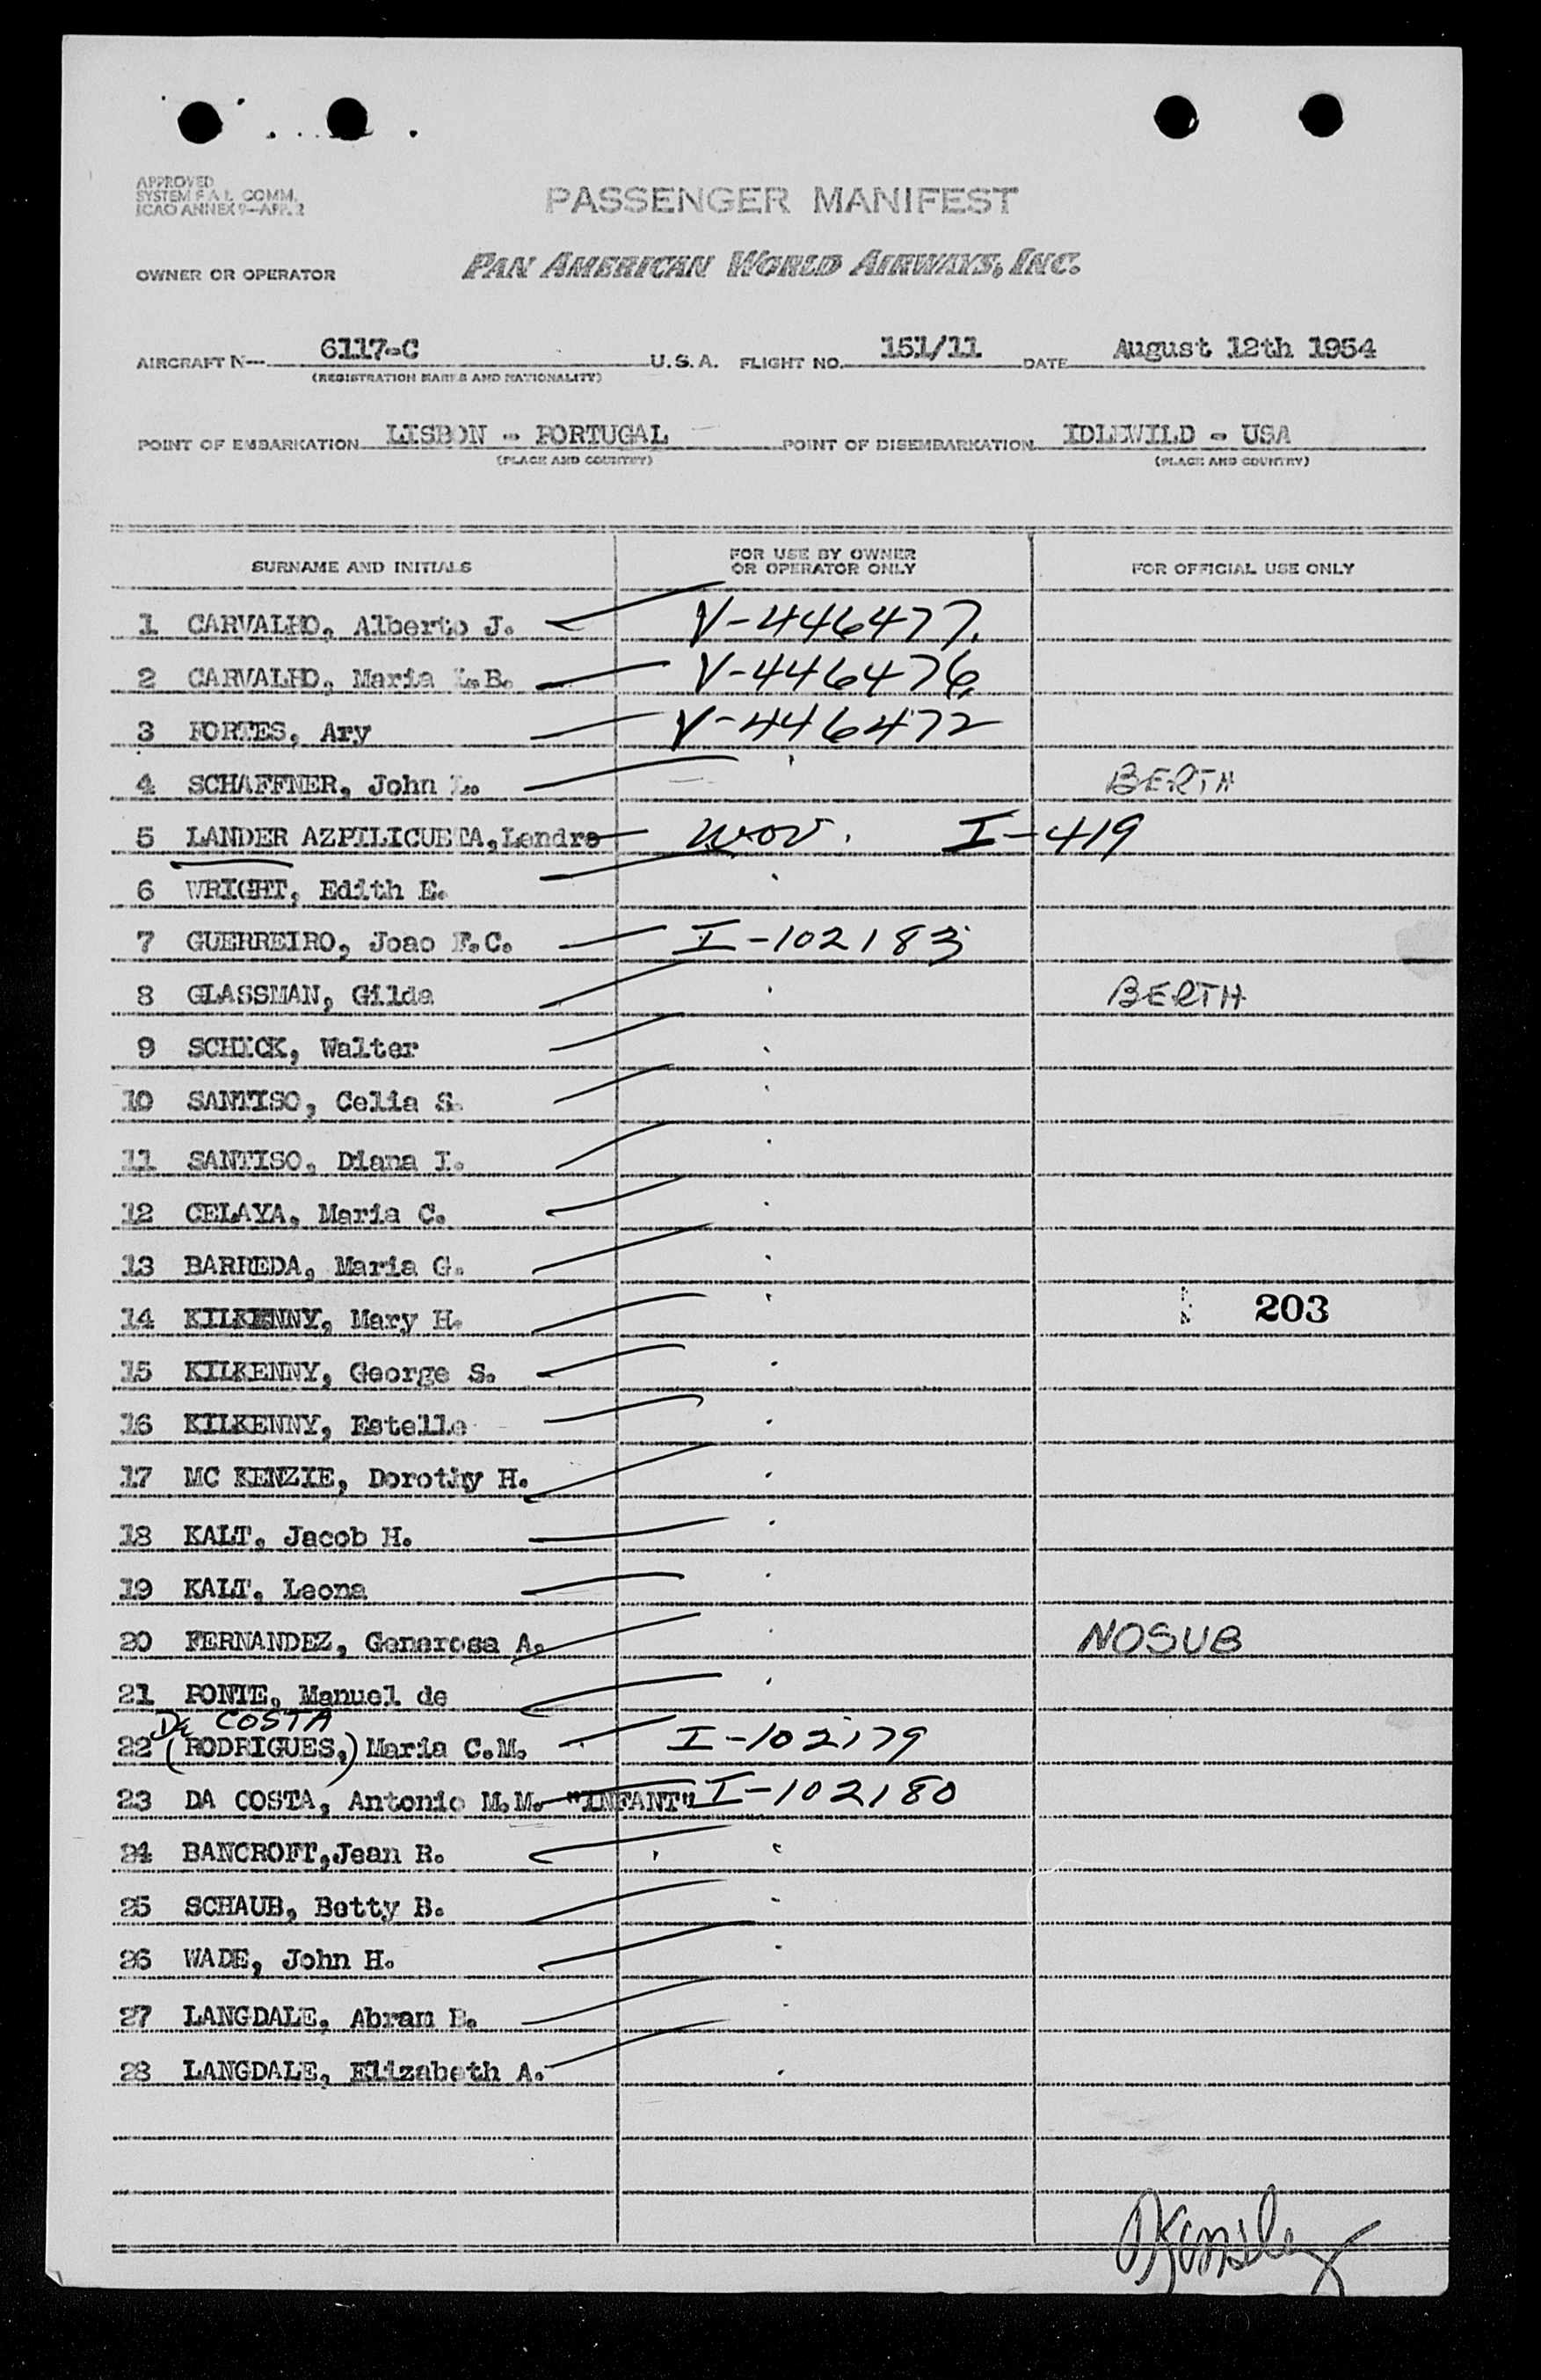 APPROVED
SYSTEM F.A.L. COMM.
ICAO ANNEX 9—APP. 2
PASSENGER MANIFEST
OWNER OR OPERATOR PAN AMERICAN WORLD AIRWAYS, INC.
AIRCRAFT N— 6117-C U.S.A. FLIGHT NO. 151/11 DATE August 12th 1954
(REGISTRATION MARKS AND NATIONALITY)
POINT OF EMBARKATION LISBON - PORTUGAL POINT OF DISEMBARKATION IDLEWILD - USA
(PLACE AND COUNTRY) (PLACE AND COUNTRY)
SURNAME AND INITIALS FOR USE BY OWNER OR OPERATOR ONLY FOR OFFICIAL USE ONLY
1 CARVALHO, Alberto J. V-446477.
2 CARVALHO, Maria L.B. V-446476
3 FORTES, Ary V-446472
4 SCHAFFNER, John L. BERTH
5 LANDER AZPILICUETA, Landro wov. I-419
6 WRIGHT, Edith E.
7 GUERREIRO, Joao F.C. I-102183
8 GLASSMAN, Gilda BERTH
9 SCHICK, Walter
10 SANTISO, Celia S.
11 SANTISO, Diana I.
12 CELAYA, Maria C.
13 BARREDA, Maria G.
14 KILKENNY, Mary H. 203
15 KILKENNY, George S.
16 KILKENNY, Estelle
17 MC KENZIE, Dorothy H.
18 KALT, Jacob H.
19 KALT, Leona
20 FERNANDEZ, Generosa A. NOSUB
21 PONTE, Manuel de
DE COSTA
22 (RODRIGUES,) Maria C.M. I-102179
23 DA COSTA, Antonio M.M. "INFANT" I-102180
24 BANCROFT, Jean R.
25 SCHAUB, Betty B.
26 WADE, John H.
27 LANGDALE, Abram B.
28 LANGDALE, Elizabeth A.